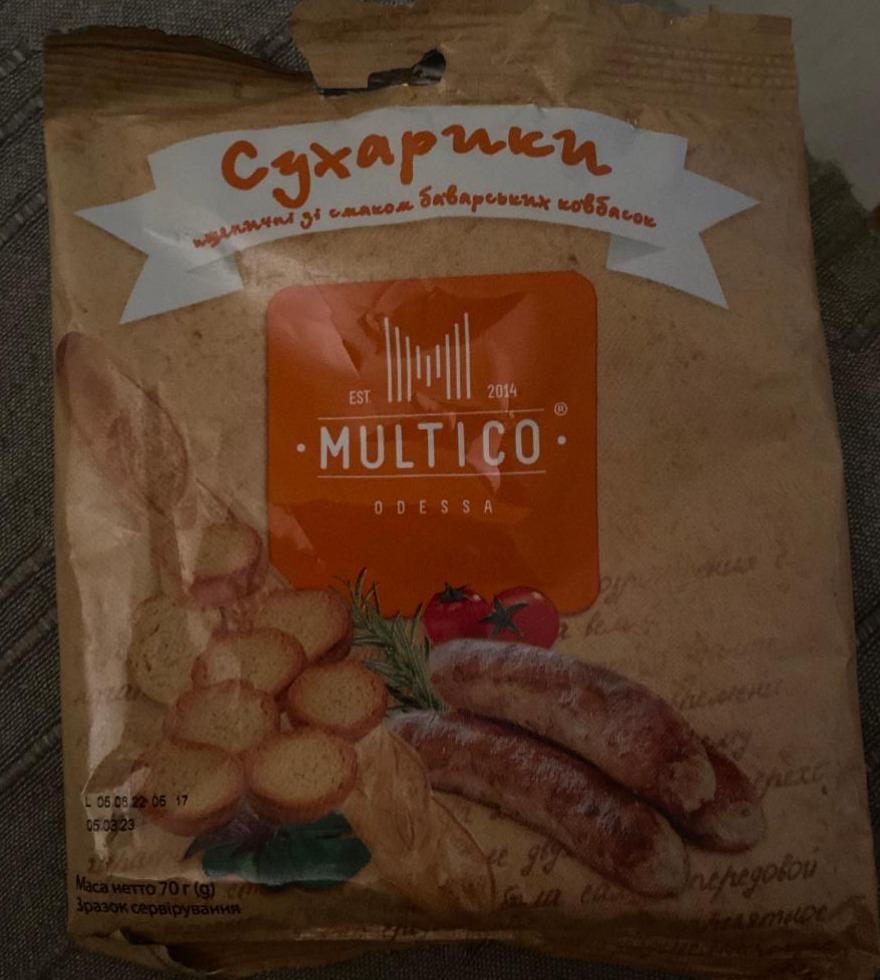 Сухарики
пшеничні зі смаком баварських ковбасок
EST. 2014
MULTICO®
ODESSA
передовой
L 05.08.22 05 17
05.03.23
Маса нетто 70 г (g)
Зразок сервірування